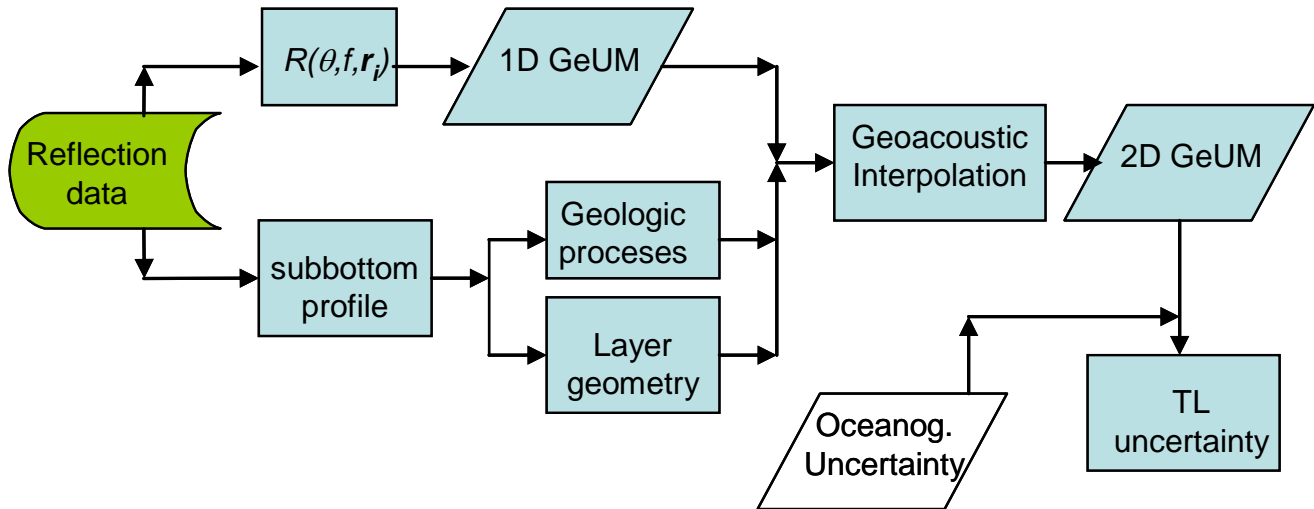 Reflection
data
R(θ,f,rᵢ)
1D GeUM
subbottom
profile
Geologic
proceses
Layer
geometry
Geoacoustic
Interpolation
2D GeUM
Oceanog.
Uncertainty
TL
uncertainty